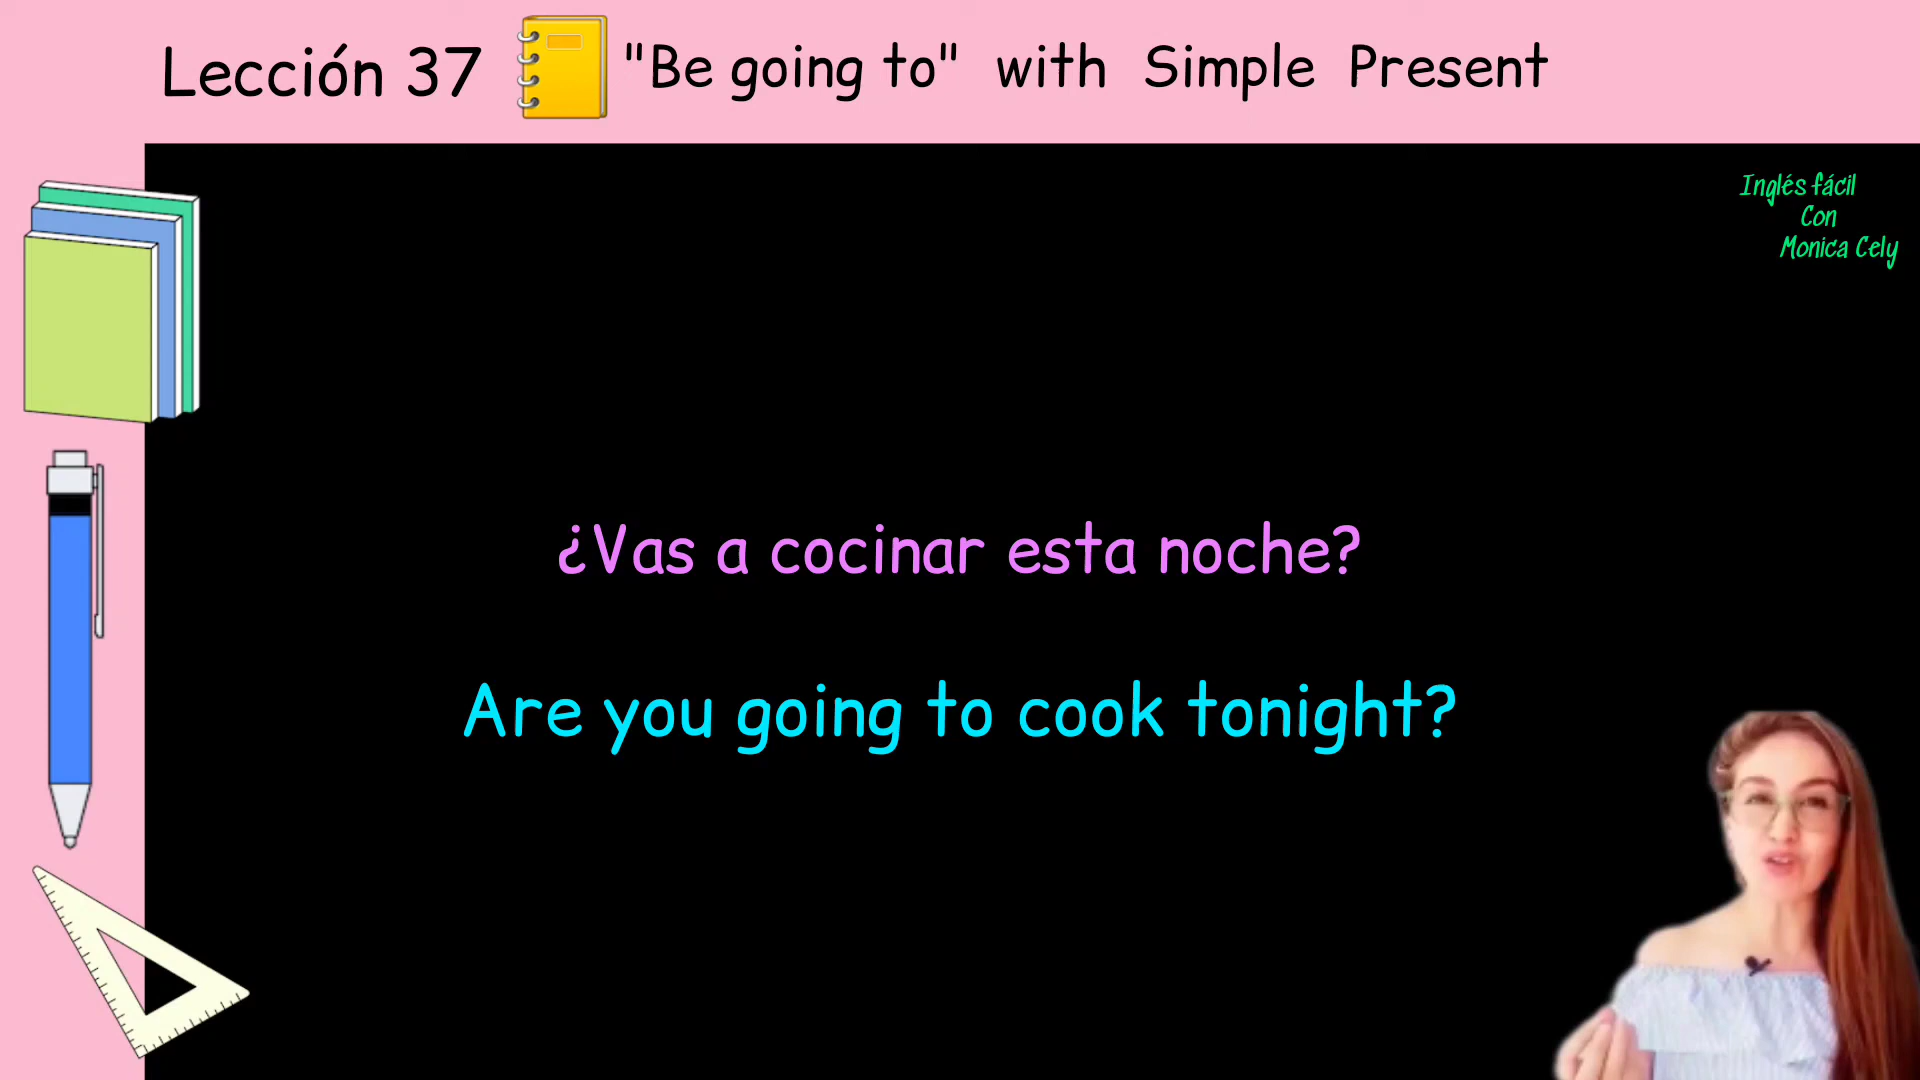 Lección 37 "Be going to" with Simple Present
Inglés fácil
Con
Monica Cely
¿Vas a cocinar esta noche?
Are you going to cook tonight?